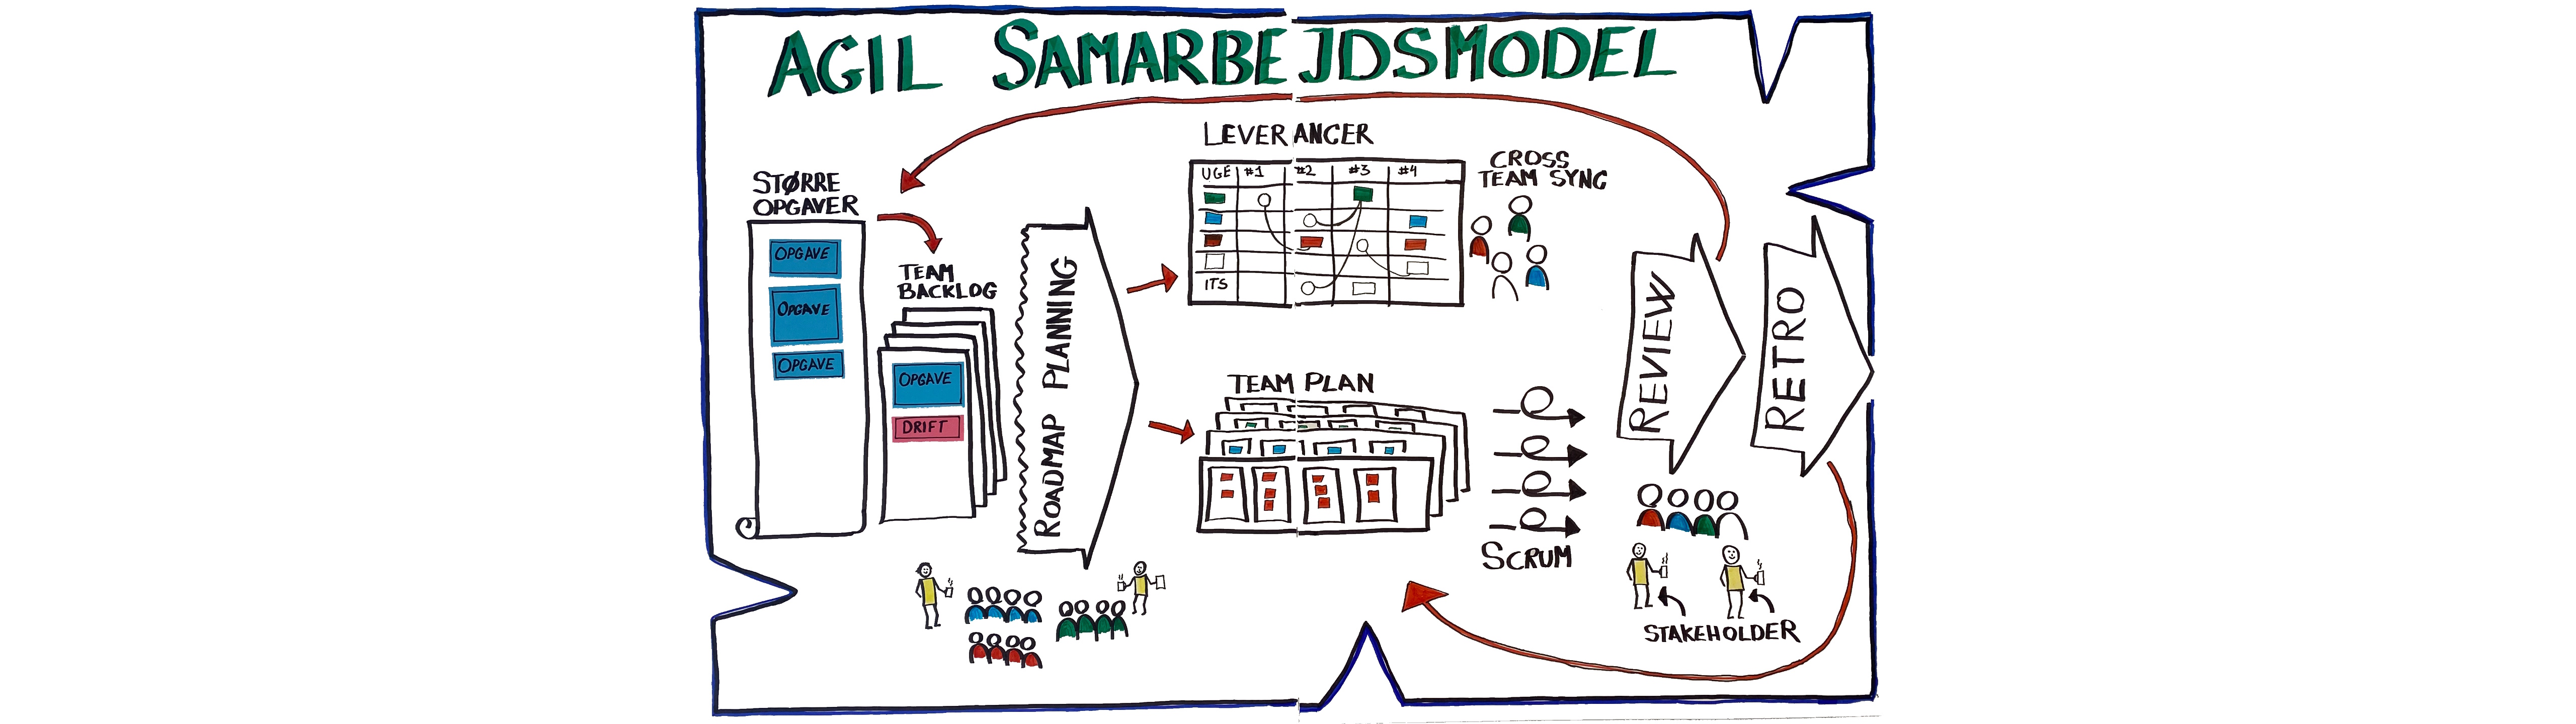 AGIL SAMARBEJDSMODEL
STØRRE
OPGAVER
OPGAVE
OPGAVE
OPGAVE
TEAM
BACKLOG
OPGAVE
DRIFT
ROADMAP PLANNING
LEVERANCER
UGE #1 #2 #3 #4
ITS
CROSS
TEAM SYNC
TEAM PLAN
SCRUM
REVIEW
RETRO
STAKEHOLDER